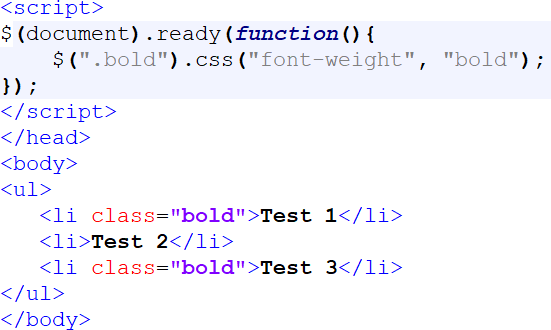 <script>
$(document).ready(function(){
    $(".bold").css("font-weight", "bold");
});
</script>
</head>
<body>
<ul>
   <li class="bold">Test 1</li>
   <li>Test 2</li>
   <li class="bold">Test 3</li>
</ul>
</body>